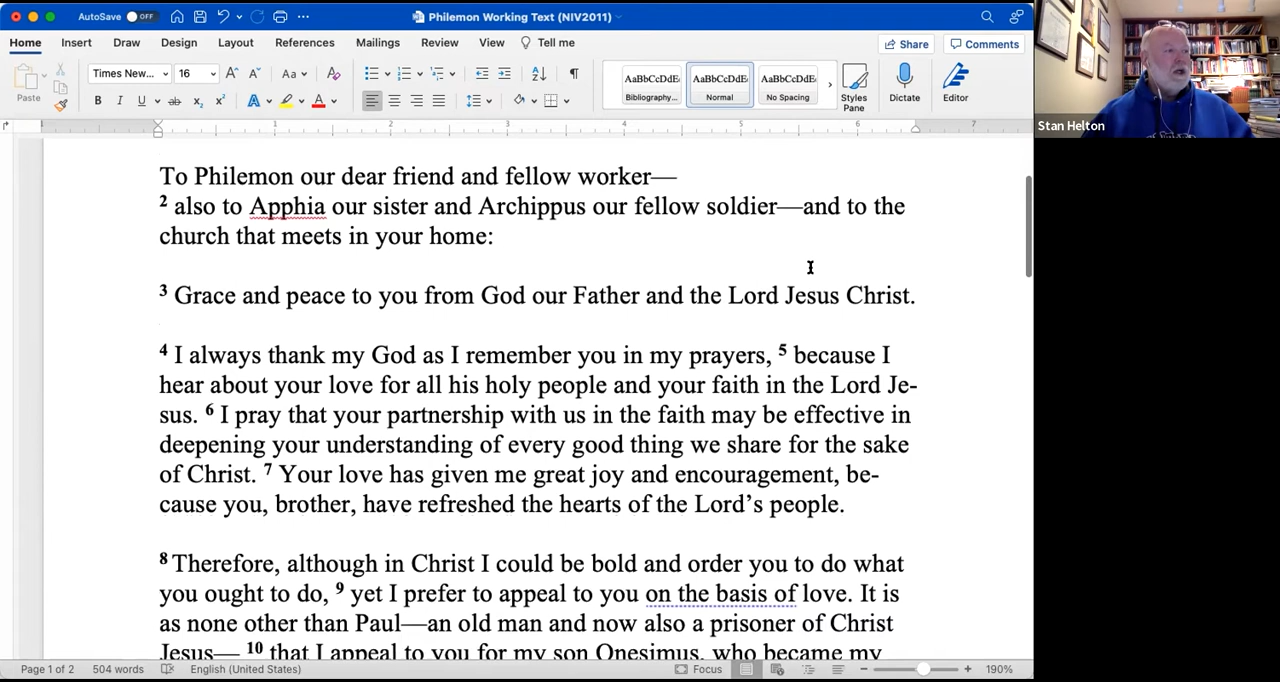 AutoSave OFF
Philemon Working Text (NIV2011)
Home Insert Draw Design Layout References Mailings Review View Tell me Share Comments
Paste Times New... 16 Aa AaBbCcDdE AaBbCcDdE AaBbCcDdE
B I U ab x₂ x² A A Bibliography... Normal No Spacing Styles Pane Dictate Editor
Stan Helton
1 2 3 4 5 6 7
To Philemon our dear friend and fellow worker—
2 also to Apphia our sister and Archippus our fellow soldier—and to the
church that meets in your home:
3 Grace and peace to you from God our Father and the Lord Jesus Christ.
4 I always thank my God as I remember you in my prayers, 5 because I
hear about your love for all his holy people and your faith in the Lord Je-
sus. 6 I pray that your partnership with us in the faith may be effective in
deepening your understanding of every good thing we share for the sake
of Christ. 7 Your love has given me great joy and encouragement, be-
cause you, brother, have refreshed the hearts of the Lord’s people.
8 Therefore, although in Christ I could be bold and order you to do what
you ought to do, 9 yet I prefer to appeal to you on the basis of love. It is
as none other than Paul—an old man and now also a prisoner of Christ
Jesus— 10 that I appeal to you for my son Onesimus, who became my
Page 1 of 2 504 words English (United States) Focus 190%